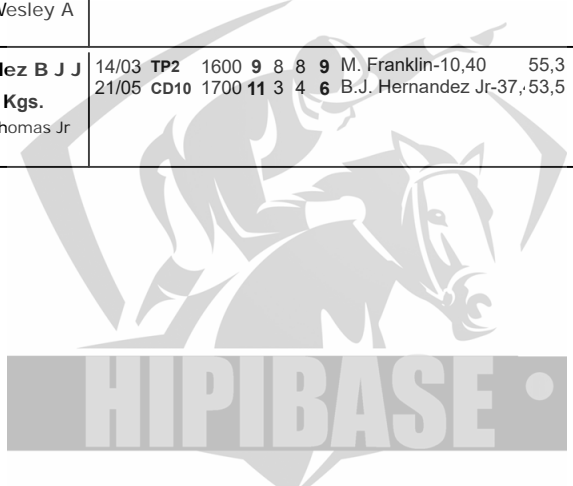 Wesley A
dez B J J 14/03 TP2 1600 9 8 8 9 M. Franklin-10,40 55,3
21/05 CD10 1700 11 3 4 6 B.J. Hernandez Jr-37,4 53,5
Kgs.
homas Jr
HIPIBASE